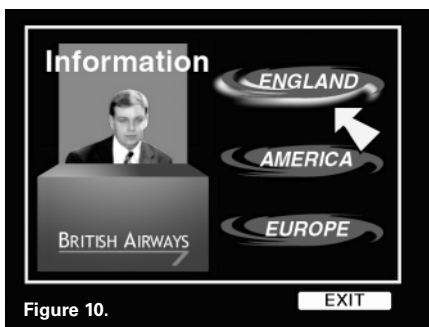 Information
ENGLAND
AMERICA
BRITISH AIRWAYS
EUROPE
EXIT
Figure 10.